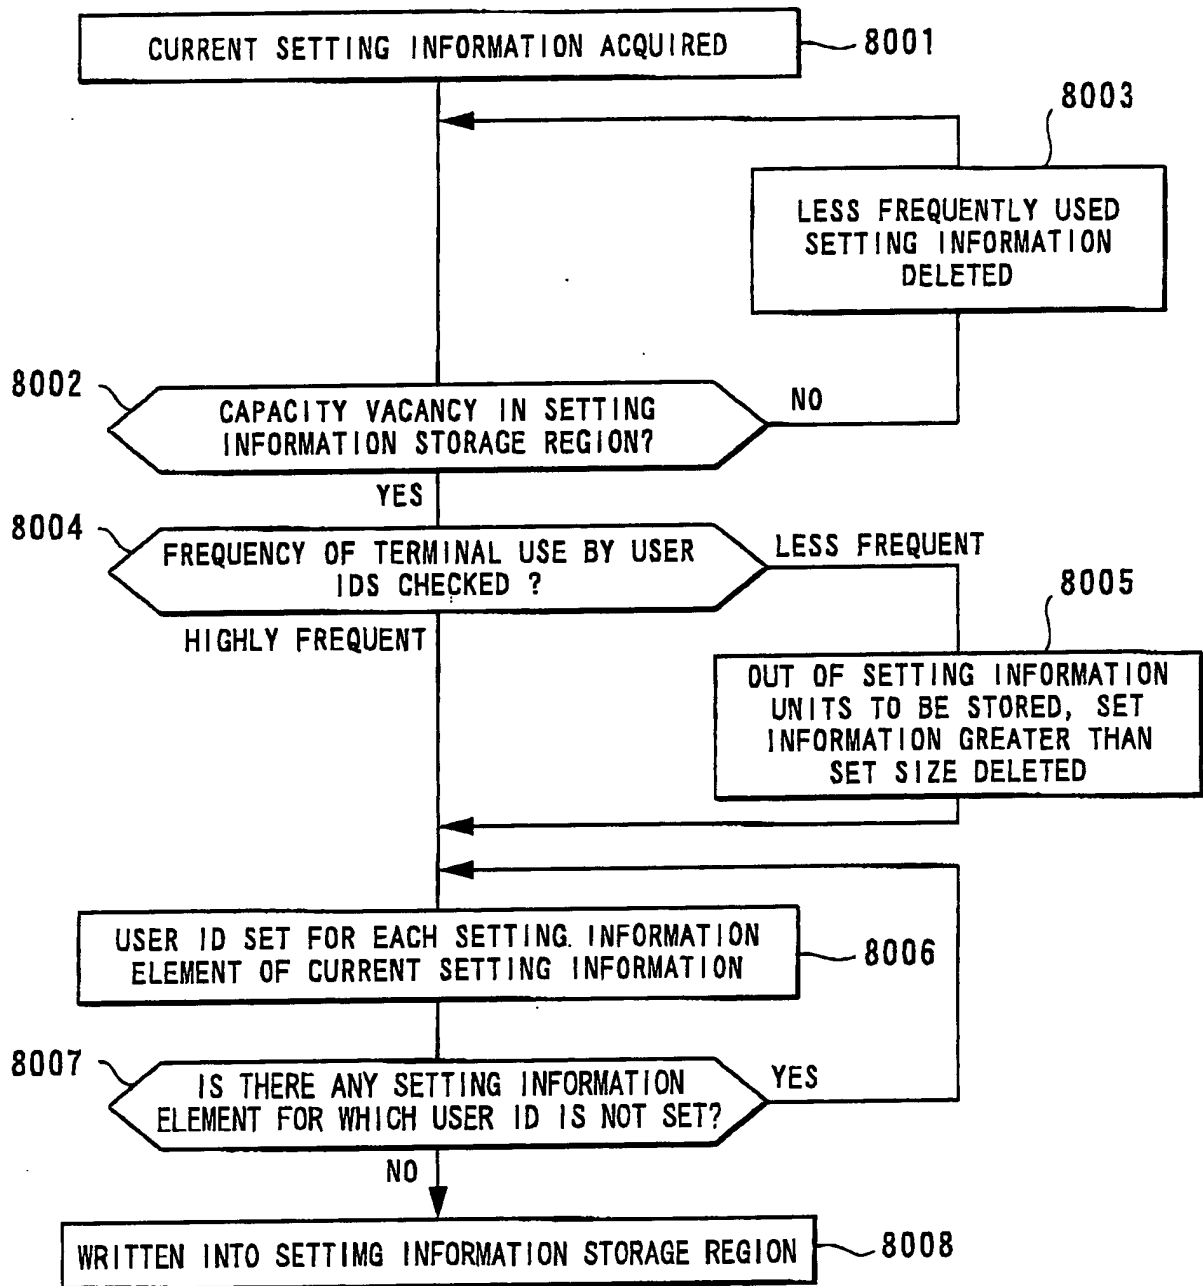 CURRENT SETTING INFORMATION ACQUIRED
8001
8003
LESS FREQUENTLY USED
SETTING INFORMATION
DELETED
8002
CAPACITY VACANCY IN SETTING
INFORMATION STORAGE REGION?
NO
YES
8004
FREQUENCY OF TERMINAL USE BY USER
IDS CHECKED ?
LESS FREQUENT
HIGHLY FREQUENT
8005
OUT OF SETTING INFORMATION
UNITS TO BE STORED, SET
INFORMATION GREATER THAN
SET SIZE DELETED
USER ID SET FOR EACH SETTING. INFORMATION
ELEMENT OF CURRENT SETTING INFORMATION
8006
8007
IS THERE ANY SETTING INFORMATION
ELEMENT FOR WHICH USER ID IS NOT SET?
YES
NO
WRITTEN INTO SETTIMG INFORMATION STORAGE REGION
8008